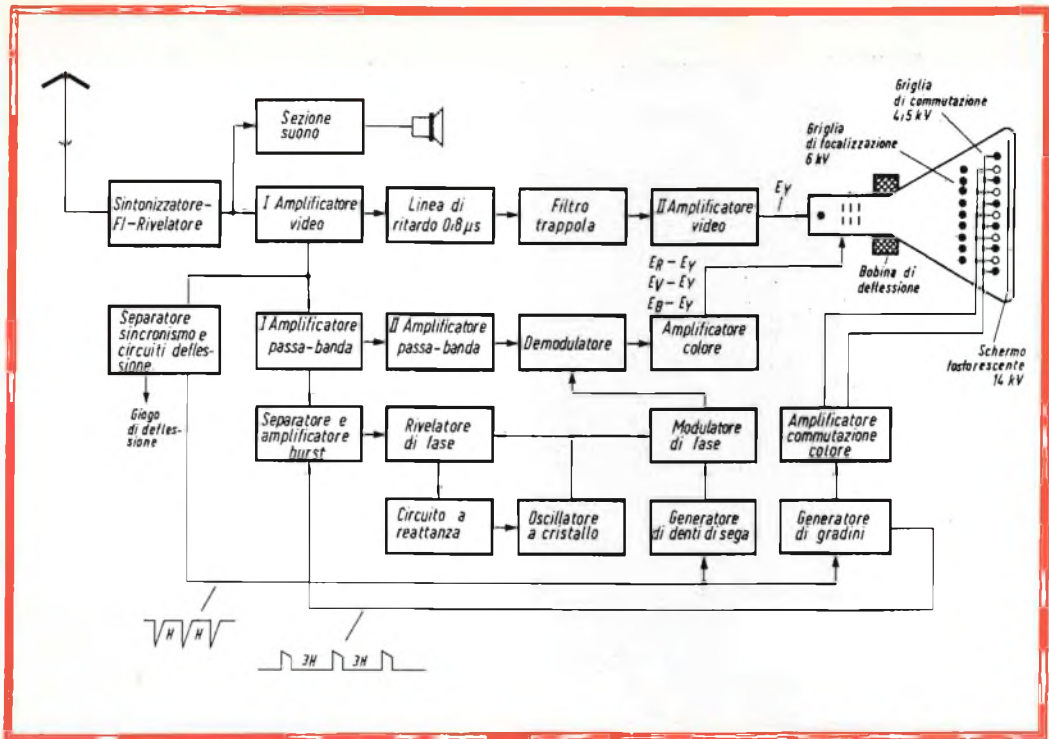 Griglia
di commutazione
4,5 kV
Griglia
di focalizzazione
6 kV
Sezione
suono
Sintonizzatore-
FI-Rivelatore
I Amplificatore
video
Linea di
ritardo 0,8 µs
Filtro
trappola
II Amplificatore
video
EY
Bobina di
deflessione
ER - EY
EV - EY
EB - EY
Separatore
sincronismo e
circuiti defles-
sione
I Amplificatore
passa-banda
II Amplificatore
passa-banda
Demodulatore
Amplificatore
colore
Schermo
fosforescente
14 kV
Giogo
di defles-
sione
Separatore e
amplificatore
burst
Rivelatore
di fase
Modulatore
di fase
Amplificatore
commutazione
colore
Circuito a
reattanza
Oscillatore
a cristallo
Generatore
di denti di sega
Generatore
di gradini
H H
3H 3H